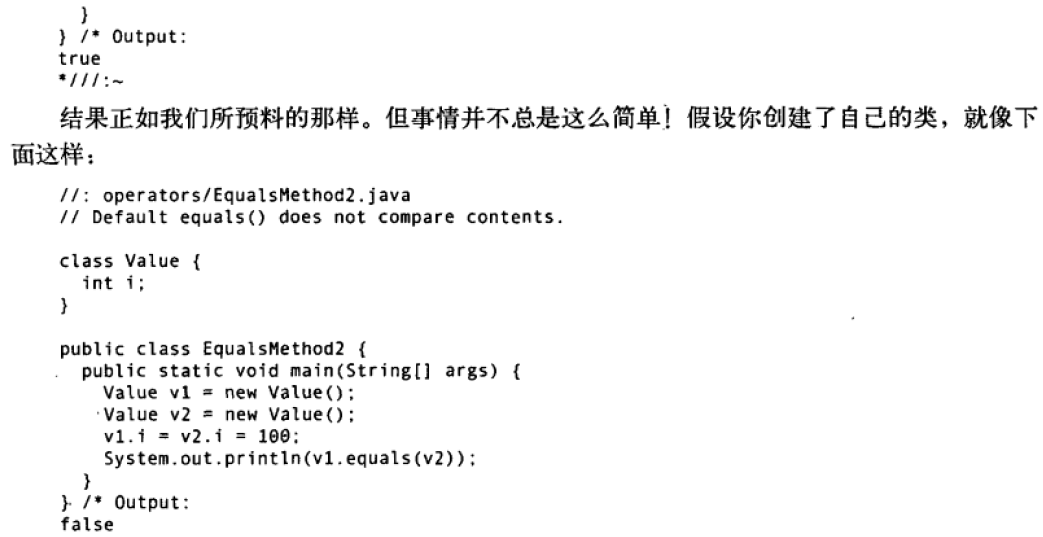 }
} /* Output:
true
*///:~
结果正如我们所预料的那样。但事情并不总是这么简单！假设你创建了自己的类，就像下
面这样：
//: operators/EqualsMethod2.java
// Default equals() does not compare contents.
class Value {
  int i;
}
public class EqualsMethod2 {
  public static void main(String[] args) {
    Value v1 = new Value();
    Value v2 = new Value();
    v1.i = v2.i = 100;
    System.out.println(v1.equals(v2));
  }
} /* Output:
false